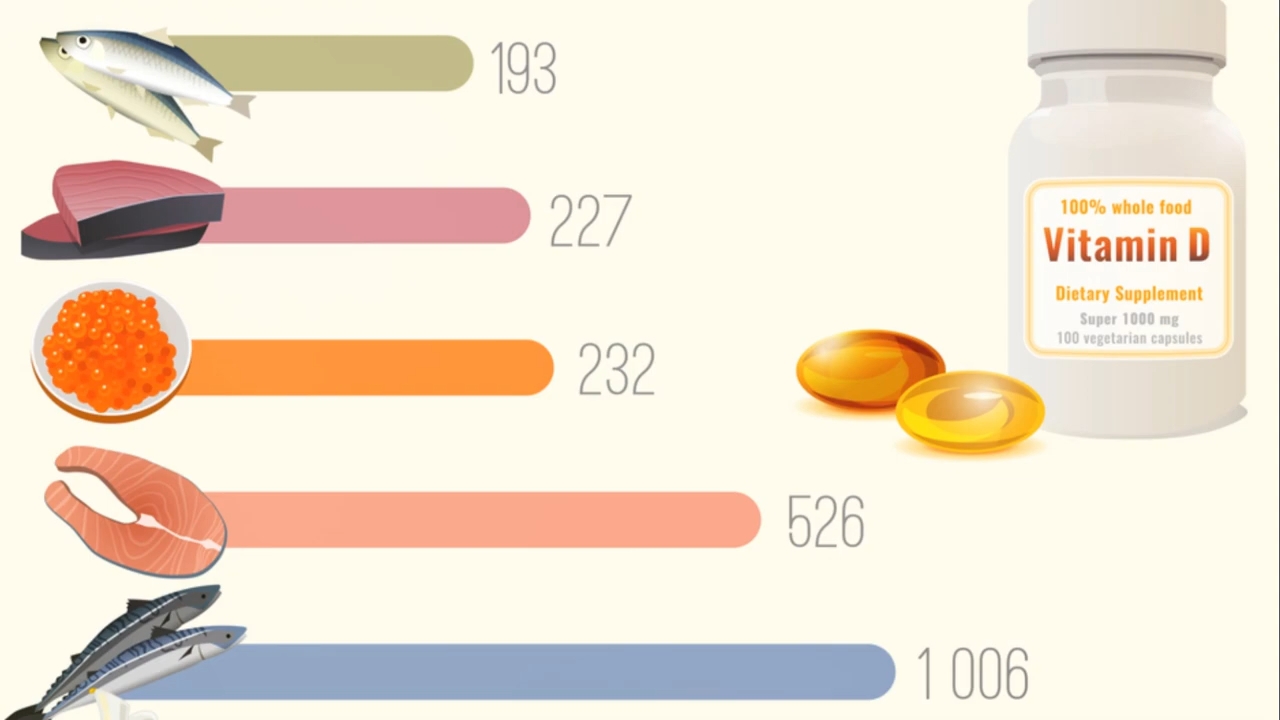 193
227
232
526
1 006
100% whole food
Vitamin D
Dietary Supplement
Super 1000 mg
100 vegetarian capsules